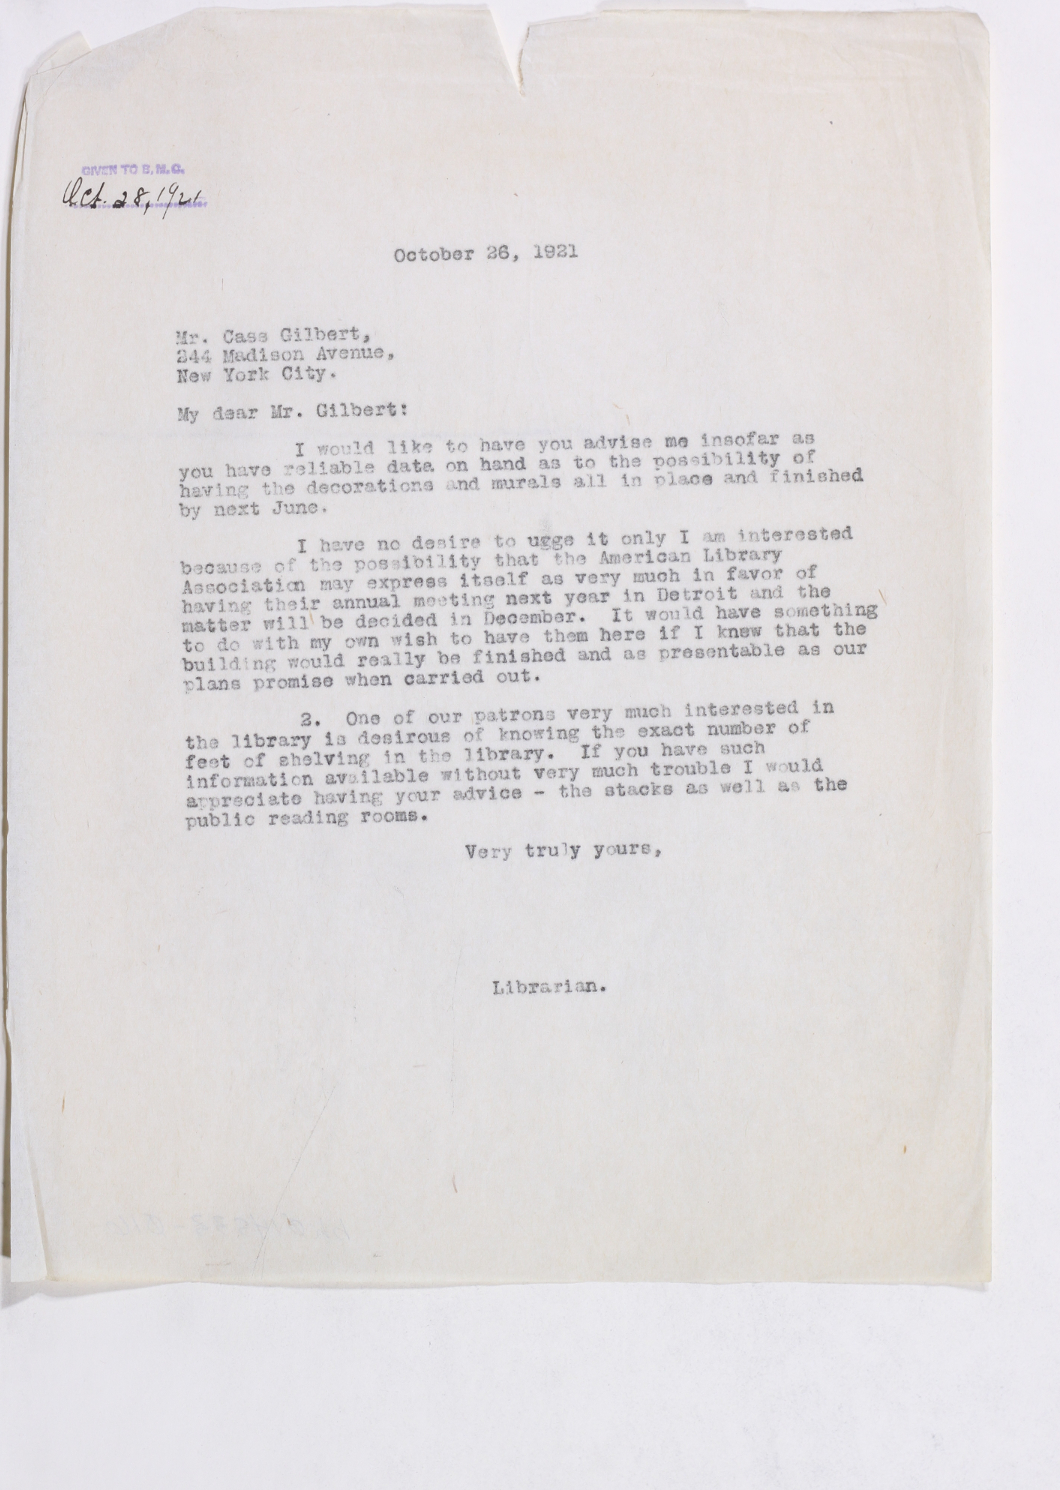 GIVEN TO B.M.C.
Oct. 28, 1921
October 26, 1921
Mr. Cass Gilbert,
244 Madison Avenue,
New York City.
My dear Mr. Gilbert:
I would like to have you advise me insofar as
you have reliable data on hand as to the possibility of
having the decorations and murals all in place and finished
by next June.
I have no desire to ugge it only I am interested
because of the possibility that the American Library
Association may express itself as very much in favor of
having their annual meeting next year in Detroit and the
matter will be decided in December. It would have something
to do with my own wish to have them here if I knew that the
building would really be finished and as presentable as our
plans promise when carried out.
2. One of our patrons very much interested in
the library is desirous of knowing the exact number of
feet of shelving in the library. If you have such
information available without very much trouble I would
appreciate having your advice - the stacks as well as the
public reading rooms.
Very truly yours,
Librarian.